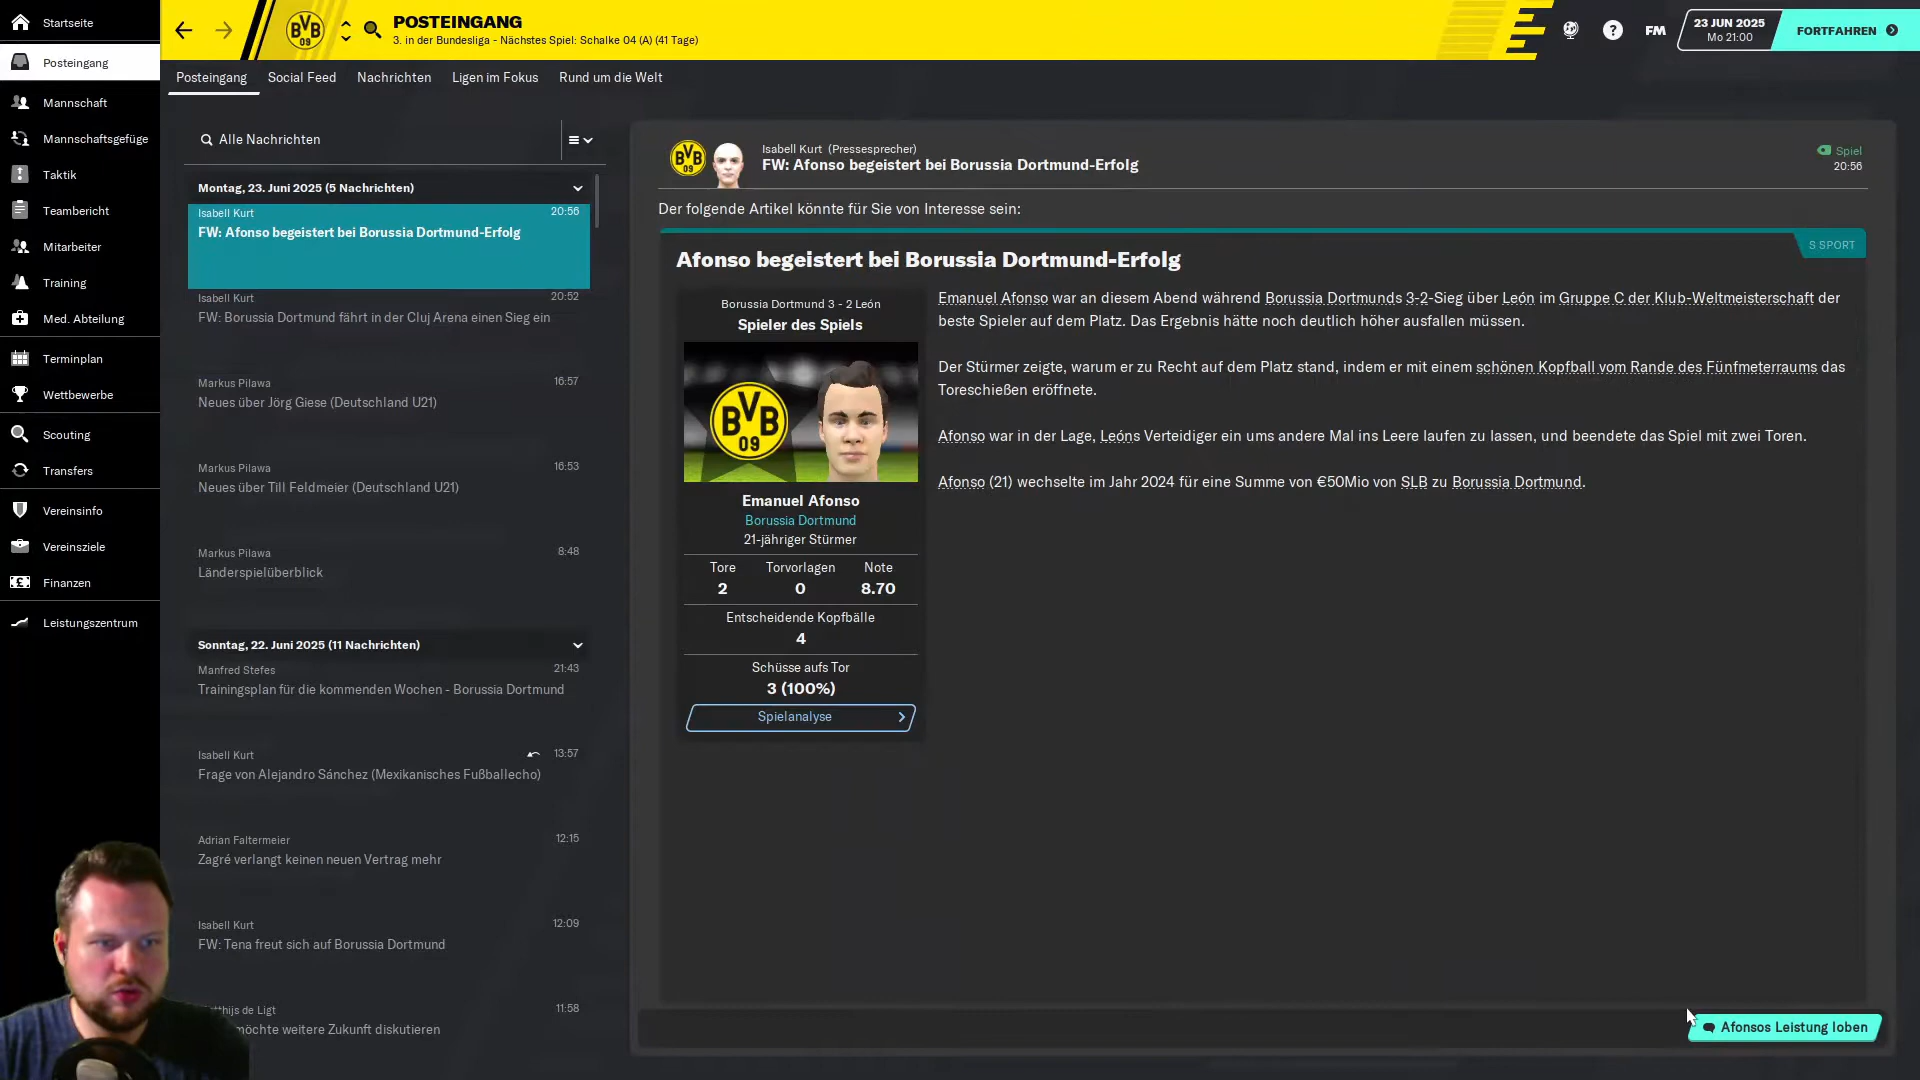 Startseite
Posteingang
Mannschaft
Mannschaftsgefüge
Taktik
Teambericht
Mitarbeiter
Training
Med. Abteilung
Terminplan
Wettbewerbe
Scouting
Transfers
Vereinsinfo
Vereinsziele
Finanzen
Leistungszentrum
BVB 09
POSTEINGANG
3. in der Bundesliga - Nächstes Spiel: Schalke 04 (A) (41 Tage)
?
FM
23 JUN 2025
Mo 21:00
FORTFAHREN
Posteingang
Social Feed
Nachrichten
Ligen im Fokus
Rund um die Welt
Alle Nachrichten
Montag, 23. Juni 2025 (5 Nachrichten)
Isabell Kurt 20:56
FW: Afonso begeistert bei Borussia Dortmund-Erfolg
Isabell Kurt 20:52
FW: Borussia Dortmund fährt in der Cluj Arena einen Sieg ein
Markus Pilawa 16:57
Neues über Jörg Giese (Deutschland U21)
Markus Pilawa 16:53
Neues über Till Feldmeier (Deutschland U21)
Markus Pilawa 8:48
Länderspielüberblick
Sonntag, 22. Juni 2025 (11 Nachrichten)
Manfred Stefes 21:43
Trainingsplan für die kommenden Wochen - Borussia Dortmund
Isabell Kurt 13:57
Frage von Alejandro Sánchez (Mexikanisches Fußballecho)
Adrian Faltermeier 12:15
Zagré verlangt keinen neuen Vertrag mehr
Isabell Kurt 12:09
FW: Tena freut sich auf Borussia Dortmund
de Ligt 11:58
möchte weitere Zukunft diskutieren
BVB 09
Isabell Kurt (Pressesprecher)
FW: Afonso begeistert bei Borussia Dortmund-Erfolg
Spiel
20:56
Der folgende Artikel könnte für Sie von Interesse sein:
S SPORT
Afonso begeistert bei Borussia Dortmund-Erfolg
Borussia Dortmund 3 - 2 León
Spieler des Spiels
BVB 09
Emanuel Afonso
Borussia Dortmund
21-jähriger Stürmer
Tore Torvorlagen Note
2 0 8.70
Entscheidende Kopfbälle
4
Schüsse aufs Tor
3 (100%)
Spielanalyse
Emanuel Afonso war an diesem Abend während Borussia Dortmunds 3-2-Sieg über León im Gruppe C der Klub-Weltmeisterschaft der
beste Spieler auf dem Platz. Das Ergebnis hätte noch deutlich höher ausfallen müssen.
Der Stürmer zeigte, warum er zu Recht auf dem Platz stand, indem er mit einem schönen Kopfball vom Rande des Fünfmeterraums das
Toreschießen eröffnete.
Afonso war in der Lage, Leóns Verteidiger ein ums andere Mal ins Leere laufen zu lassen, und beendete das Spiel mit zwei Toren.
Afonso (21) wechselte im Jahr 2024 für eine Summe von €50Mio von SLB zu Borussia Dortmund.
Afonsos Leistung loben